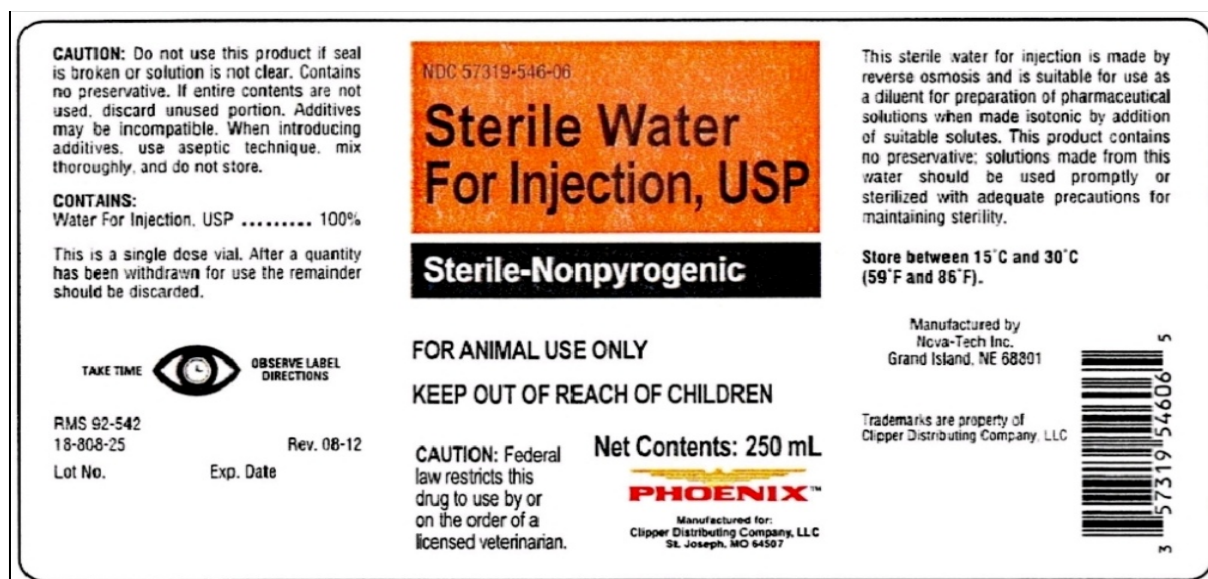 CAUTION: Do not use this product if seal
is broken or solution is not clear. Contains
no preservative. If entire contents are not
used, discard unused portion. Additives
may be incompatible. When introducing
additives, use aseptic technique, mix
thoroughly, and do not store.
CONTAINS:
Water For Injection, USP ......... 100%
This is a single dose vial. After a quantity
has been withdrawn for use the remainder
should be discarded.
TAKE TIME
OBSERVE LABEL
DIRECTIONS
RMS 92-542
18-808-25 Rev. 08-12
Lot No. Exp. Date
NDC 57319-546-06
Sterile Water
For Injection, USP
Sterile-Nonpyrogenic
FOR ANIMAL USE ONLY
KEEP OUT OF REACH OF CHILDREN
CAUTION: Federal
law restricts this
drug to use by or
on the order of a
licensed veterinarian.
Net Contents: 250 mL
PHOENIX™
Manufactured for:
Clipper Distributing Company, LLC
St. Joseph, MO 64507
This sterile water for injection is made by
reverse osmosis and is suitable for use as
a diluent for preparation of pharmaceutical
solutions when made isotonic by addition
of suitable solutes. This product contains
no preservative; solutions made from this
water should be used promptly or
sterilized with adequate precautions for
maintaining sterility.
Store between 15°C and 30°C
(59°F and 86°F).
Manufactured by
Nova-Tech Inc.
Grand Island, NE 68801
Trademarks are property of
Clipper Distributing Company, LLC
3 57319 54606 5